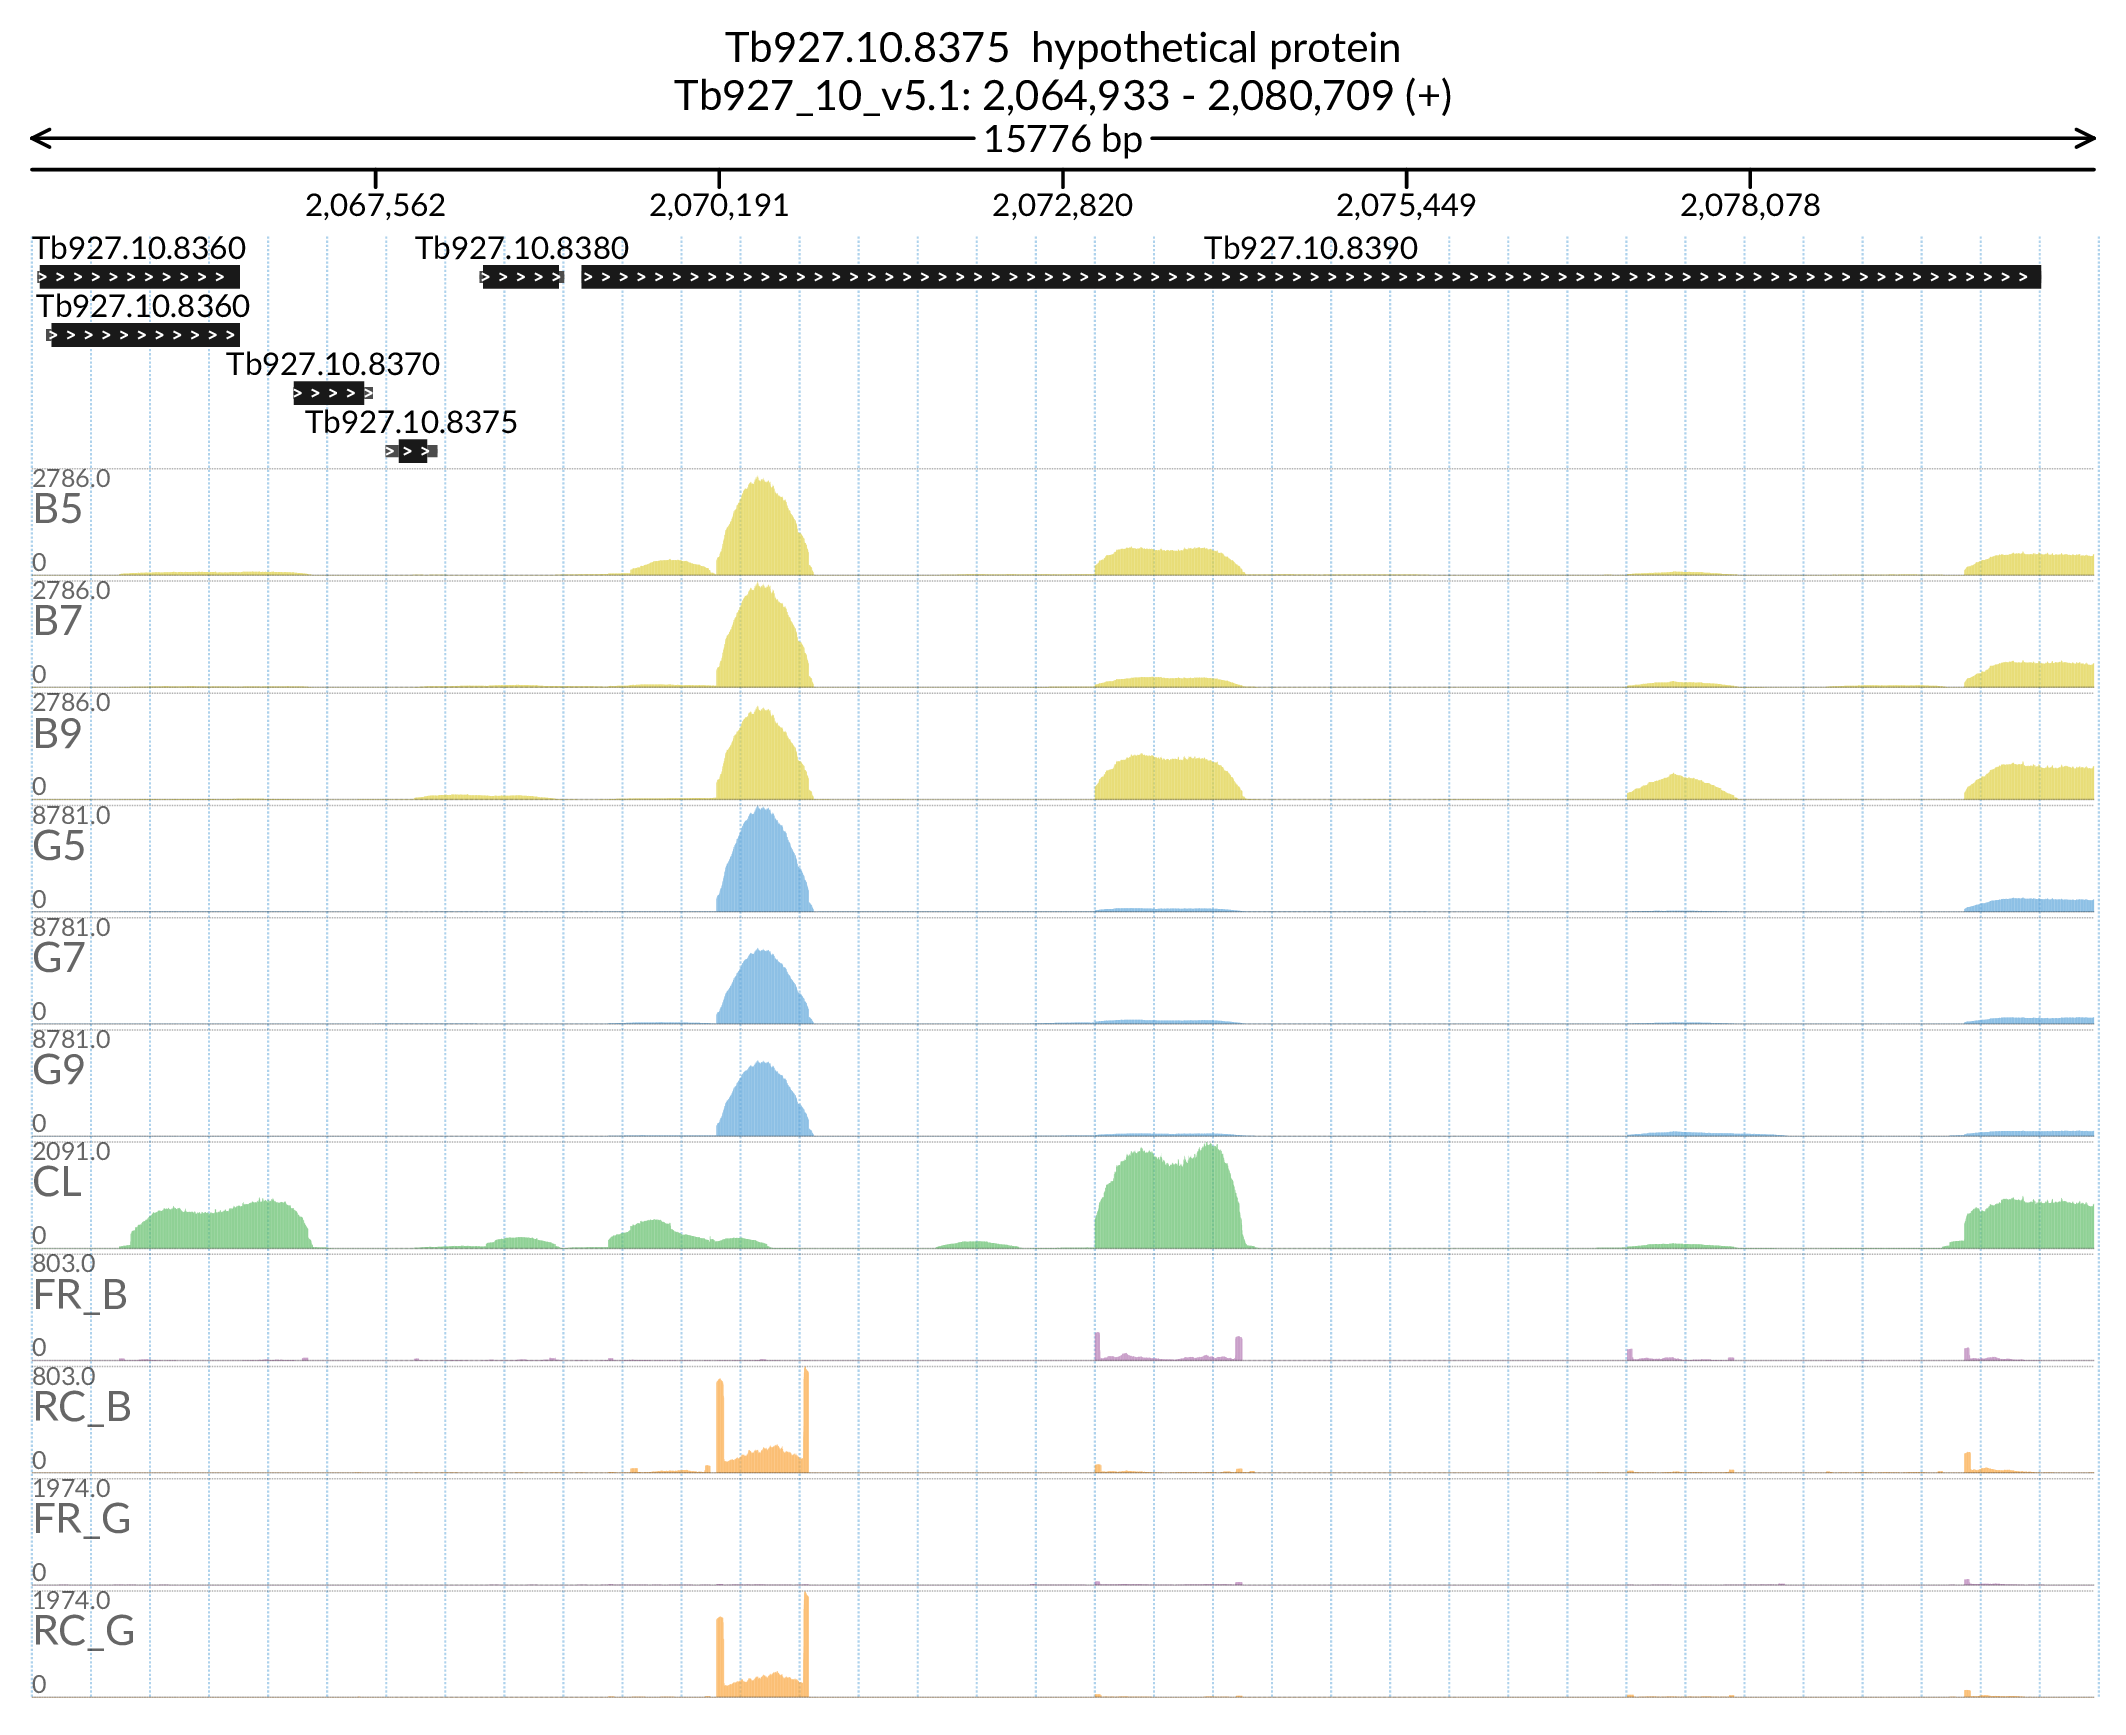 Tb927.10.8375  hypothetical protein
Tb927_10_v5.1: 2,064,933 - 2,080,709 (+)
15776 bp
2,067,562 2,070,191 2,072,820 2,075,449 2,078,078
Tb927.10.8360 Tb927.10.8380 Tb927.10.8390
Tb927.10.8360
Tb927.10.8370
Tb927.10.8375
2786.0
B5
0
2786.0
B7
0
2786.0
B9
0
8781.0
G5
0
8781.0
G7
0
8781.0
G9
0
2091.0
CL
0
803.0
FR_B
0
803.0
RC_B
0
1974.0
FR_G
0
1974.0
RC_G
0